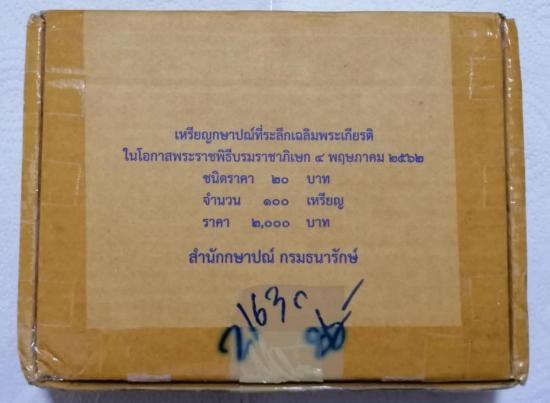 เหรียญกษาปณ์ที่ระลึกเฉลิมพระเกียรติ
ในโอกาสพระราชพิธีบรมราชาภิเษก ๔ พฤษภาคม ๒๕๖๒
ชนิดราคา ๒๐ บาท
จำนวน ๑๐๐ เหรียญ
ราคา ๒,๐๐๐ บาท
สำนักกษาปณ์ กรมธนารักษ์